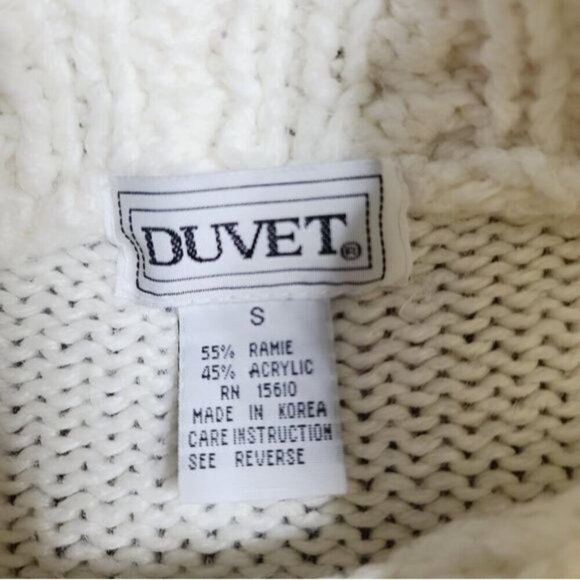 DUVET®
S
55% RAMIE
45% ACRYLIC
RN 15610
MADE IN KOREA
CARE INSTRUCTION
SEE REVERSE